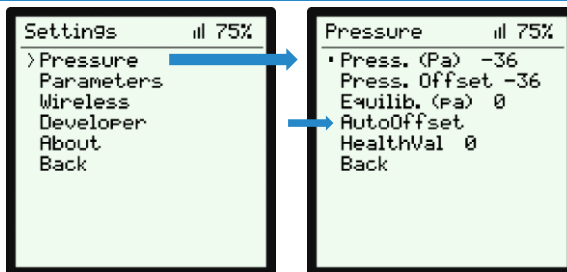 Settings 75%
>Pressure
Parameters
Wireless
Developer
About
Back
Pressure 75%
▪Press. (Pa) -36
Press. Offset -36
Equilib. (pa) 0
AutoOffset
HealthVal 0
Back